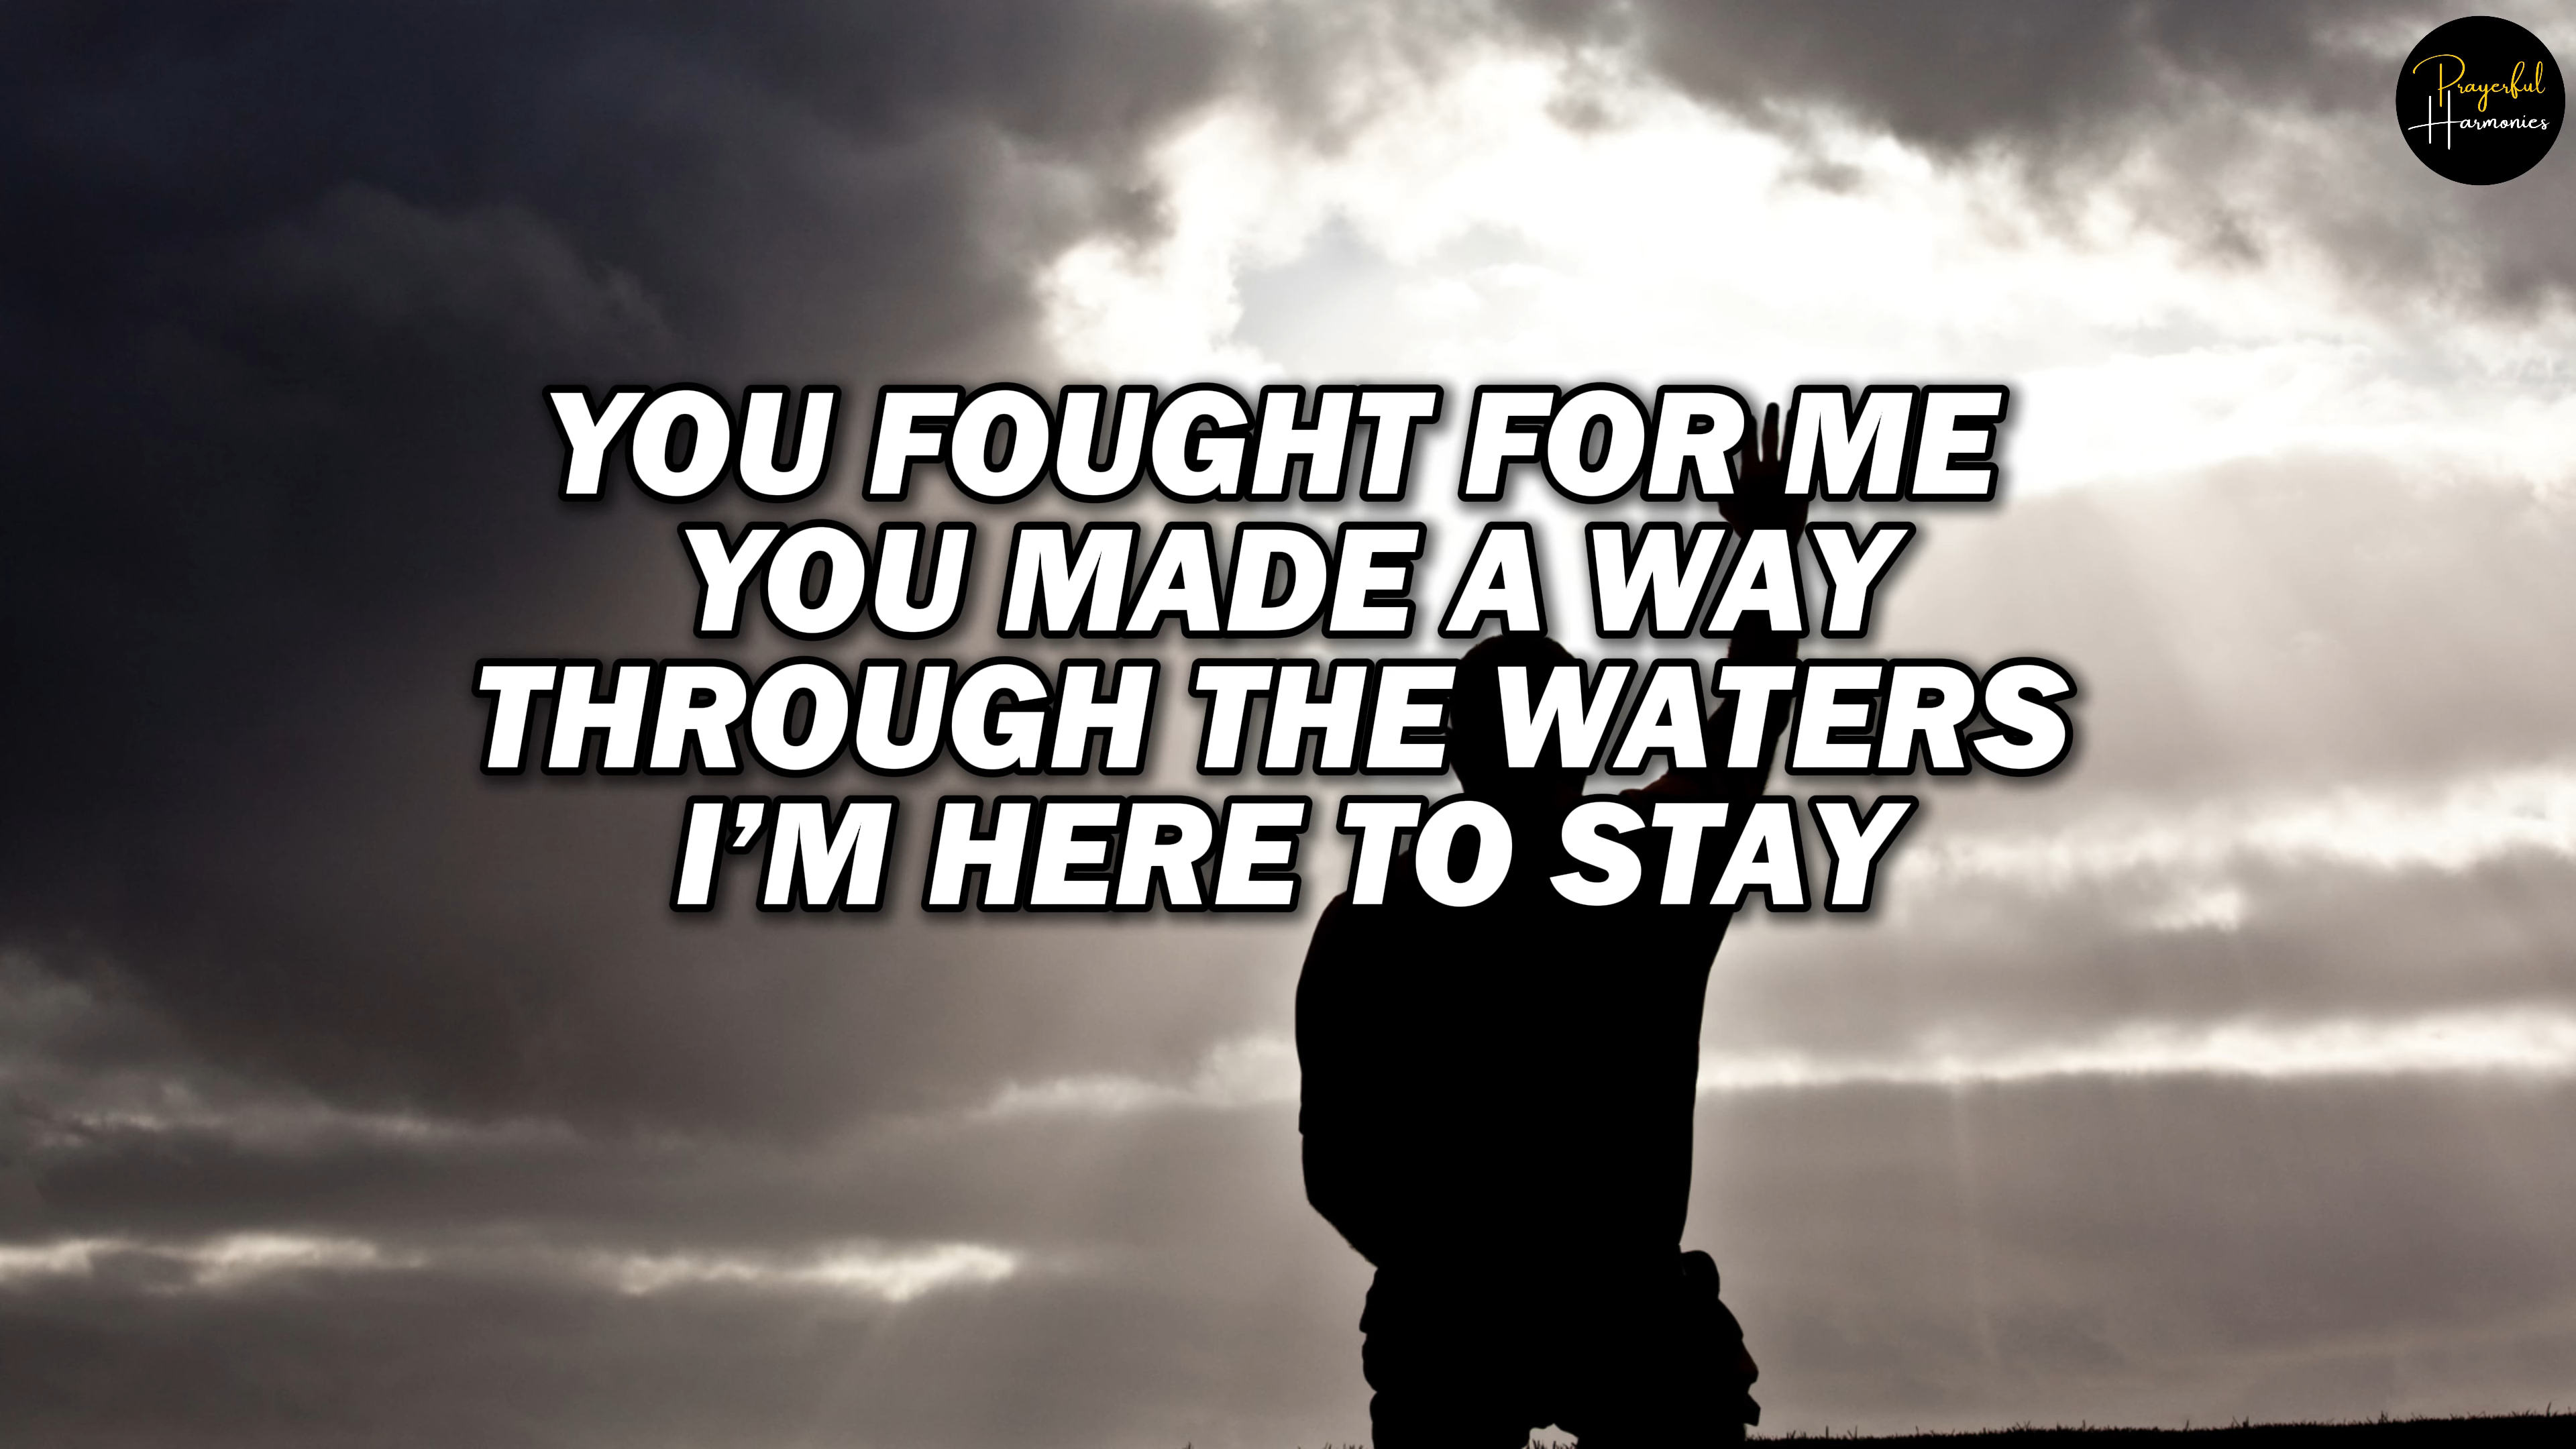 Prayerful
Harmonies
YOU FOUGHT FOR ME
YOU MADE A WAY
THROUGH THE WATERS
I’M HERE TO STAY